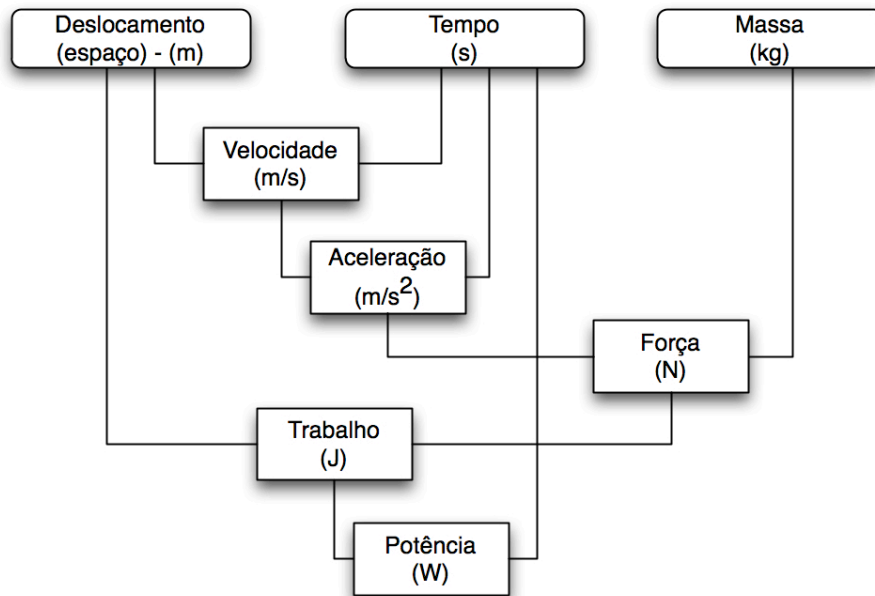 Deslocamento
(espaço) - (m)
Tempo
(s)
Massa
(kg)
Velocidade
(m/s)
Aceleração
(m/s²)
Força
(N)
Trabalho
(J)
Potência
(W)